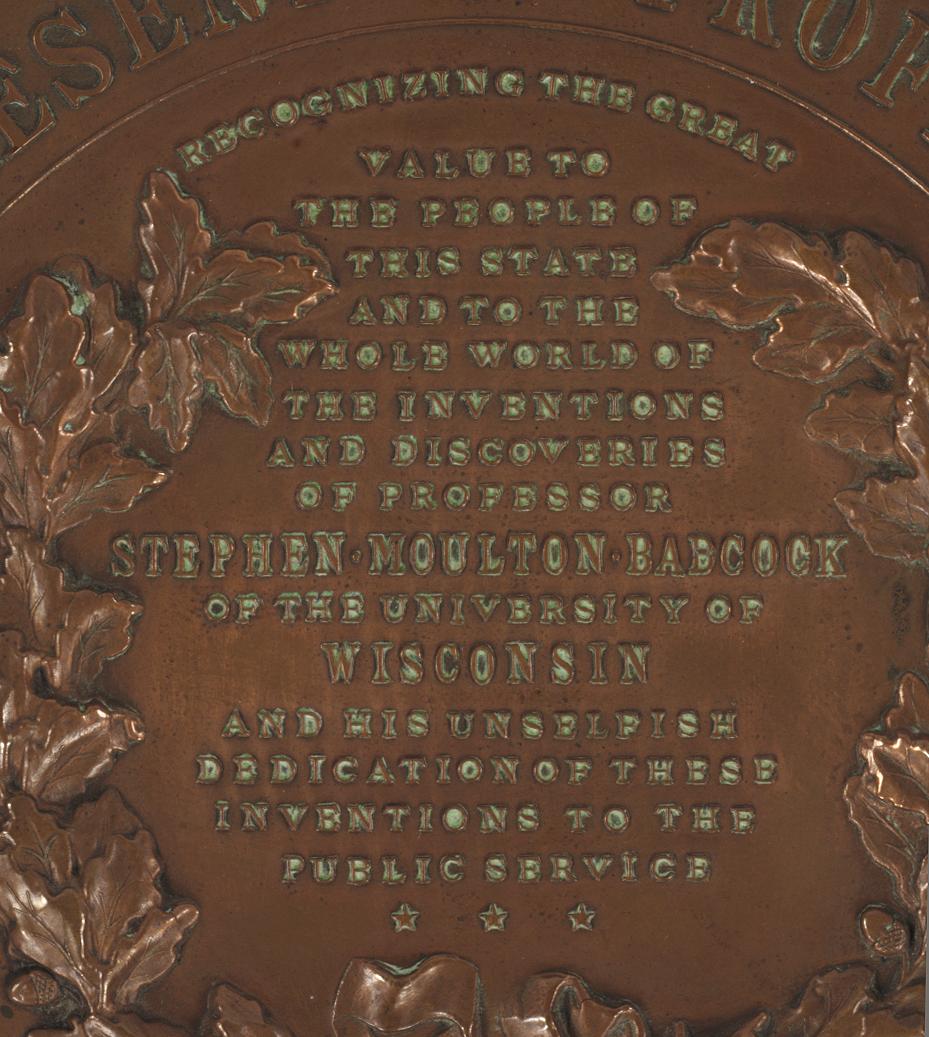 RECOGNIZING THE GREAT
VALUE TO
THE PEOPLE OF
THIS STATE
AND TO THE
WHOLE WORLD OF
THE INVENTIONS
AND DISCOVERIES
OF PROFESSOR
STEPHEN·MOULTON·BABCOCK
OF THE UNIVERSITY OF
WISCONSIN
AND HIS UNSELFISH
DEDICATION OF THESE
INVENTIONS TO THE
PUBLIC SERVICE